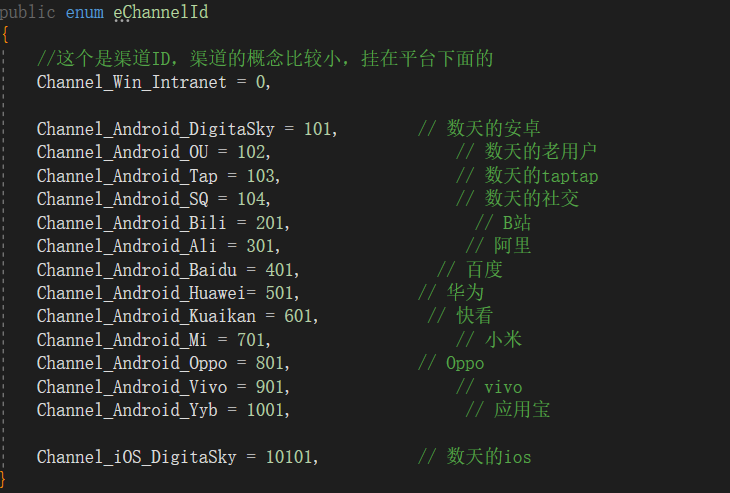 public enum eChannelId
{
//这个是渠道ID，渠道的概念比较小，挂在平台下面的
Channel_Win_Intranet = 0,
Channel_Android_DigitaSky = 101, // 数天的安卓
Channel_Android_OU = 102, // 数天的老用户
Channel_Android_Tap = 103, // 数天的taptap
Channel_Android_SQ = 104, // 数天的社交
Channel_Android_Bili = 201, // B站
Channel_Android_Ali = 301, // 阿里
Channel_Android_Baidu = 401, // 百度
Channel_Android_Huawei= 501, // 华为
Channel_Android_Kuaikan = 601, // 快看
Channel_Android_Mi = 701, // 小米
Channel_Android_Oppo = 801, // Oppo
Channel_Android_Vivo = 901, // vivo
Channel_Android_Yyb = 1001, // 应用宝
Channel_iOS_DigitaSky = 10101, // 数天的ios
}